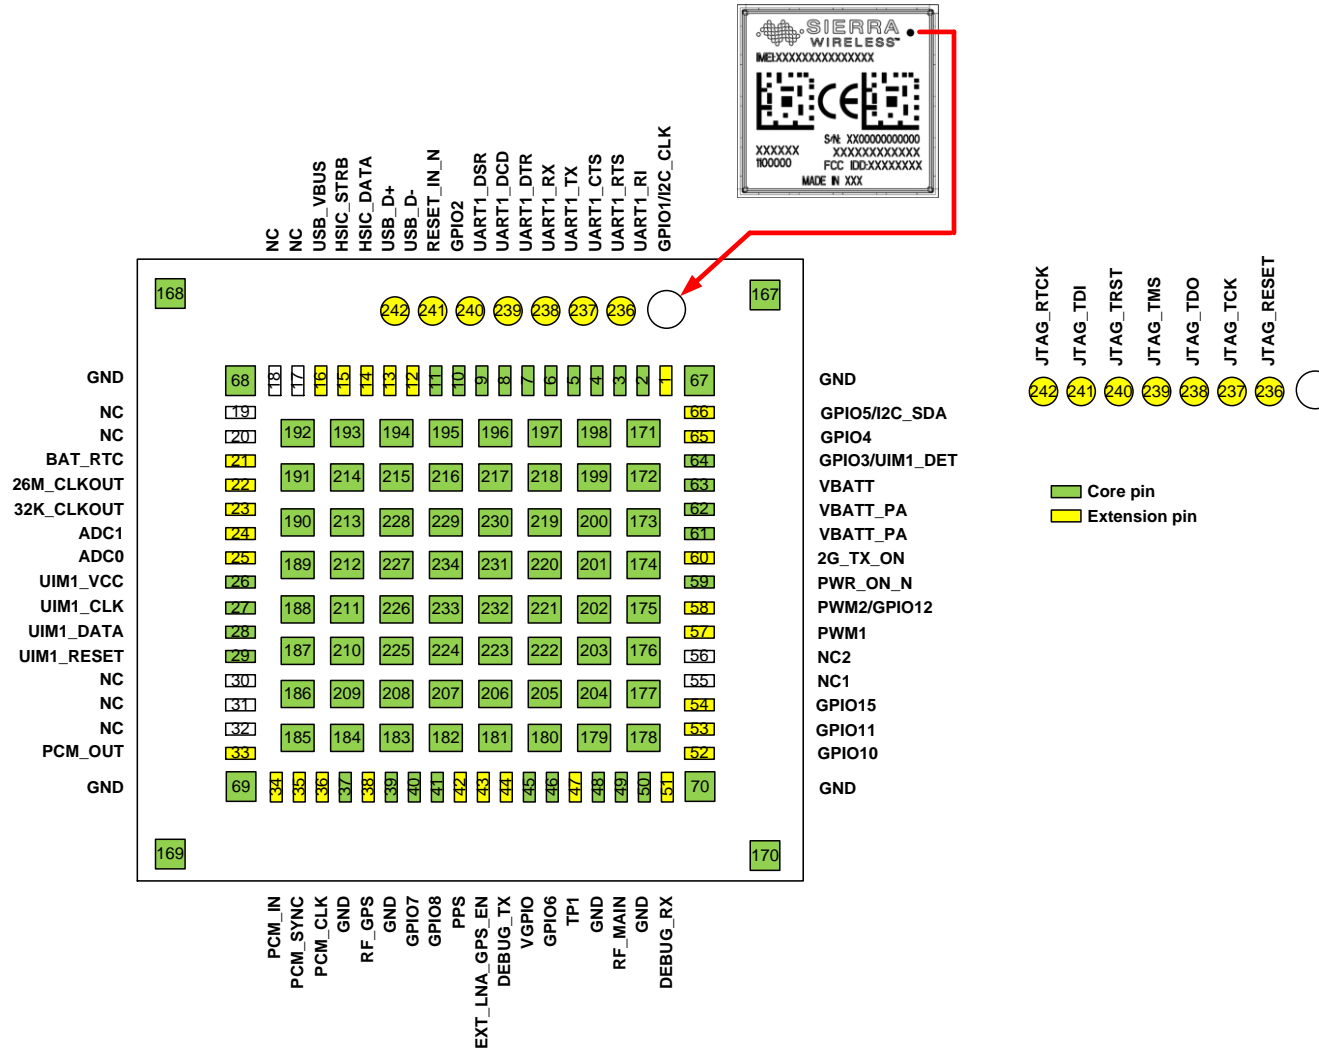 SIERRA
WIRELESS™
IMEI:XXXXXXXXXXXXXXX
CE
S/N: XX00000000000
XXXXXX
XXXXXXXXXXXXX
1100000
FCC IDD:XXXXXXXX
MADE IN XXX
NC
NC
USB_VBUS
HSIC_STRB
HSIC_DATA
USB_D+
USB_D-
RESET_IN_N
GPIO2
UART1_DSR
UART1_DCD
UART1_DTR
UART1_RX
UART1_TX
UART1_CTS
UART1_RTS
UART1_RI
GPIO1/I2C_CLK
168
242 241 240 239 238 237 236
167
68 18 17 16 15 14 13 12 11 10 9 8 7 6 5 4 3 2 1 67
GND
NC
NC
BAT_RTC
26M_CLKOUT
32K_CLKOUT
ADC1
ADC0
UIM1_VCC
UIM1_CLK
UIM1_DATA
UIM1_RESET
NC
NC
NC
PCM_OUT
GND
19
20
21
22
23
24
25
26
27
28
29
30
31
32
33
192 193 194 195 196 197 198 171
191 214 215 216 217 218 199 172
190 213 228 229 230 219 200 173
189 212 227 234 231 220 201 174
188 211 226 233 232 221 202 175
187 210 225 224 223 222 203 176
186 209 208 207 206 205 204 177
185 184 183 182 181 180 179 178
66
65
64
63
62
61
60
59
58
57
56
55
54
53
52
GND
GPIO5/I2C_SDA
GPIO4
GPIO3/UIM1_DET
VBATT
VBATT_PA
VBATT_PA
2G_TX_ON
PWR_ON_N
PWM2/GPIO12
PWM1
NC2
NC1
GPIO15
GPIO11
GPIO10
GND
69 34 35 36 37 38 39 40 41 42 43 44 45 46 47 48 49 50 51 70
169
170
PCM_IN
PCM_SYNC
PCM_CLK
GND
RF_GPS
GND
GPIO7
GPIO8
PPS
EXT_LNA_GPS_EN
DEBUG_TX
VGPIO
GPIO6
TP1
GND
RF_MAIN
GND
DEBUG_RX
JTAG_RTCK
JTAG_TDI
JTAG_TRST
JTAG_TMS
JTAG_TDO
JTAG_TCK
JTAG_RESET
242 241 240 239 238 237 236
Core pin
Extension pin